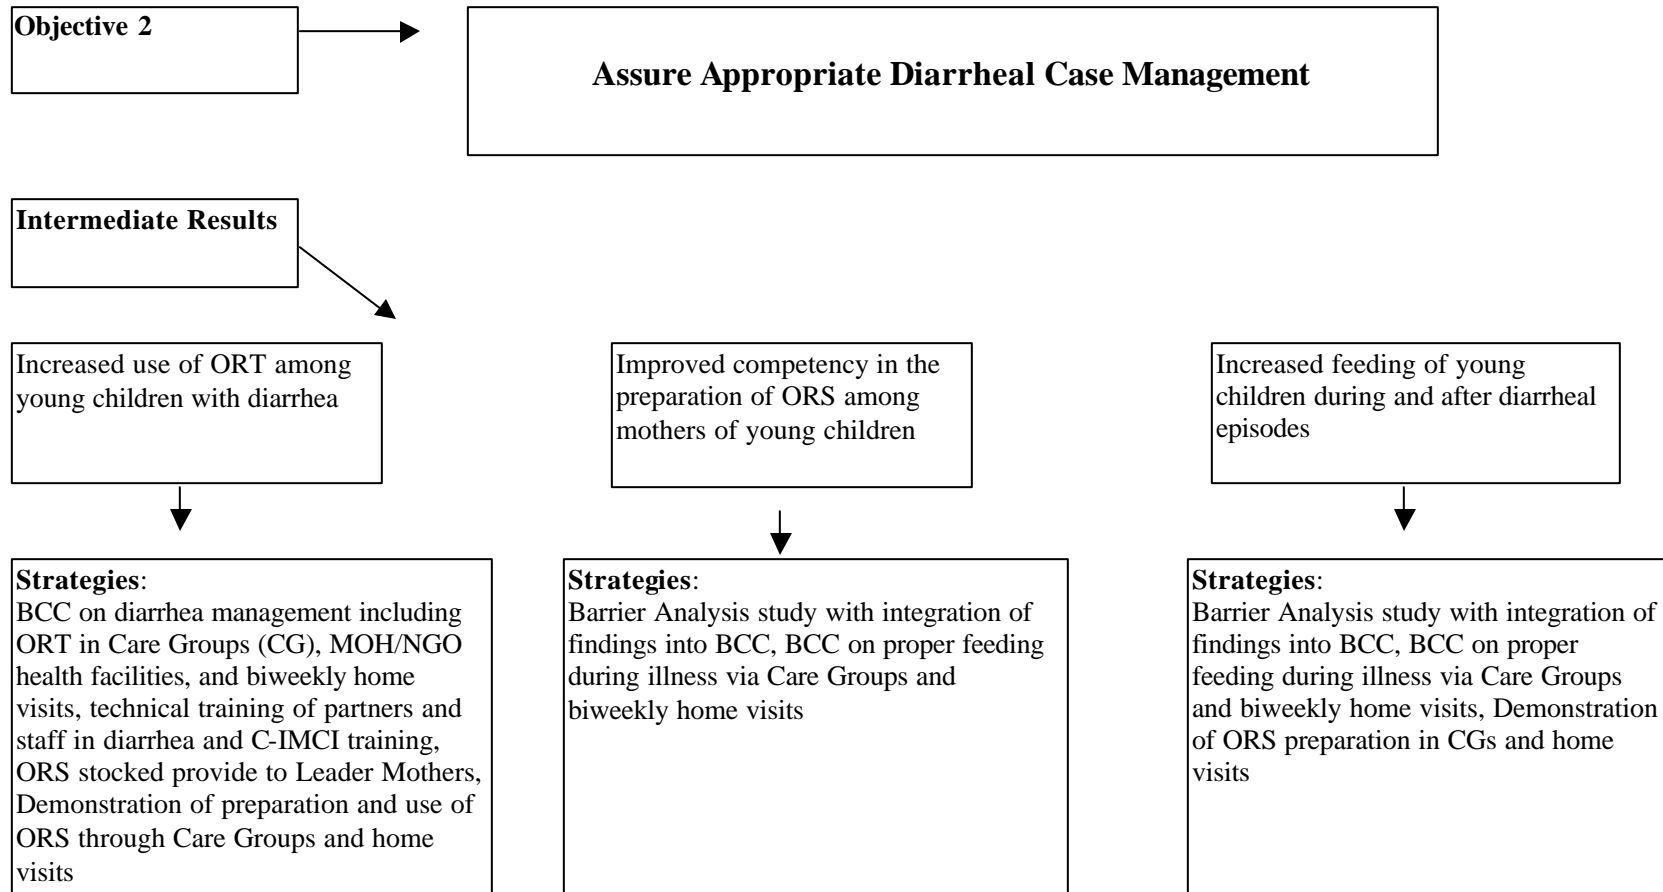 Objective 2
Assure Appropriate Diarrheal Case Management
Intermediate Results
Increased use of ORT among
young children with diarrhea
Improved competency in the
preparation of ORS among
mothers of young children
Increased feeding of young
children during and after diarrheal
episodes
Strategies:
BCC on diarrhea management including
ORT in Care Groups (CG), MOH/NGO
health facilities, and biweekly home
visits, technical training of partners and
staff in diarrhea and C-IMCI training,
ORS stocked provide to Leader Mothers,
Demonstration of preparation and use of
ORS through Care Groups and home
visits
Strategies:
Barrier Analysis study with integration of
findings into BCC, BCC on proper feeding
during illness via Care Groups and
biweekly home visits
Strategies:
Barrier Analysis study with integration of
findings into BCC, BCC on proper
feeding during illness via Care Groups
and biweekly home visits, Demonstration
of ORS preparation in CGs and home
visits